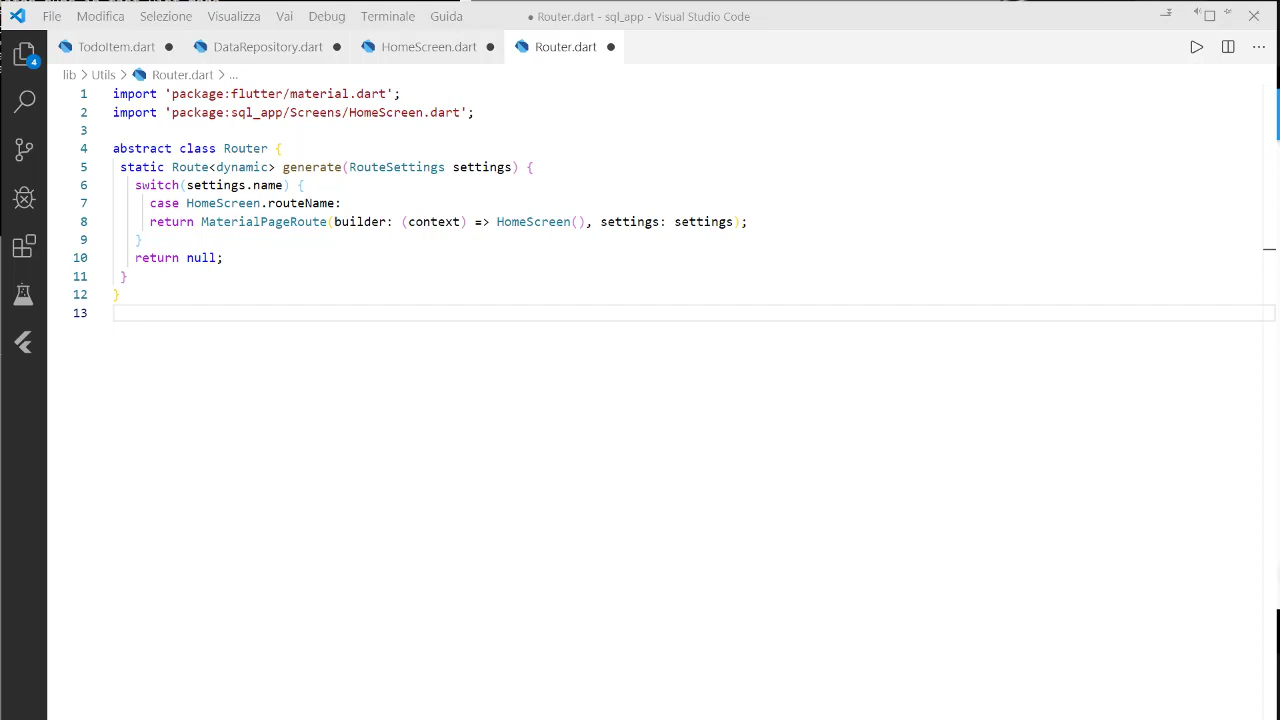 File Modifica Selezione Visualizza Vai Debug Terminale Guida ● Router.dart - sql_app - Visual Studio Code
TodoItem.dart DataRepository.dart HomeScreen.dart Router.dart
lib > Utils > Router.dart > ...
4
1 import 'package:flutter/material.dart';
2 import 'package:sql_app/Screens/HomeScreen.dart';
3
4 abstract class Router {
5 static Route<dynamic> generate(RouteSettings settings) {
6 switch(settings.name) {
7 case HomeScreen.routeName:
8 return MaterialPageRoute(builder: (context) => HomeScreen(), settings: settings);
9 }
10 return null;
11 }
12 }
13